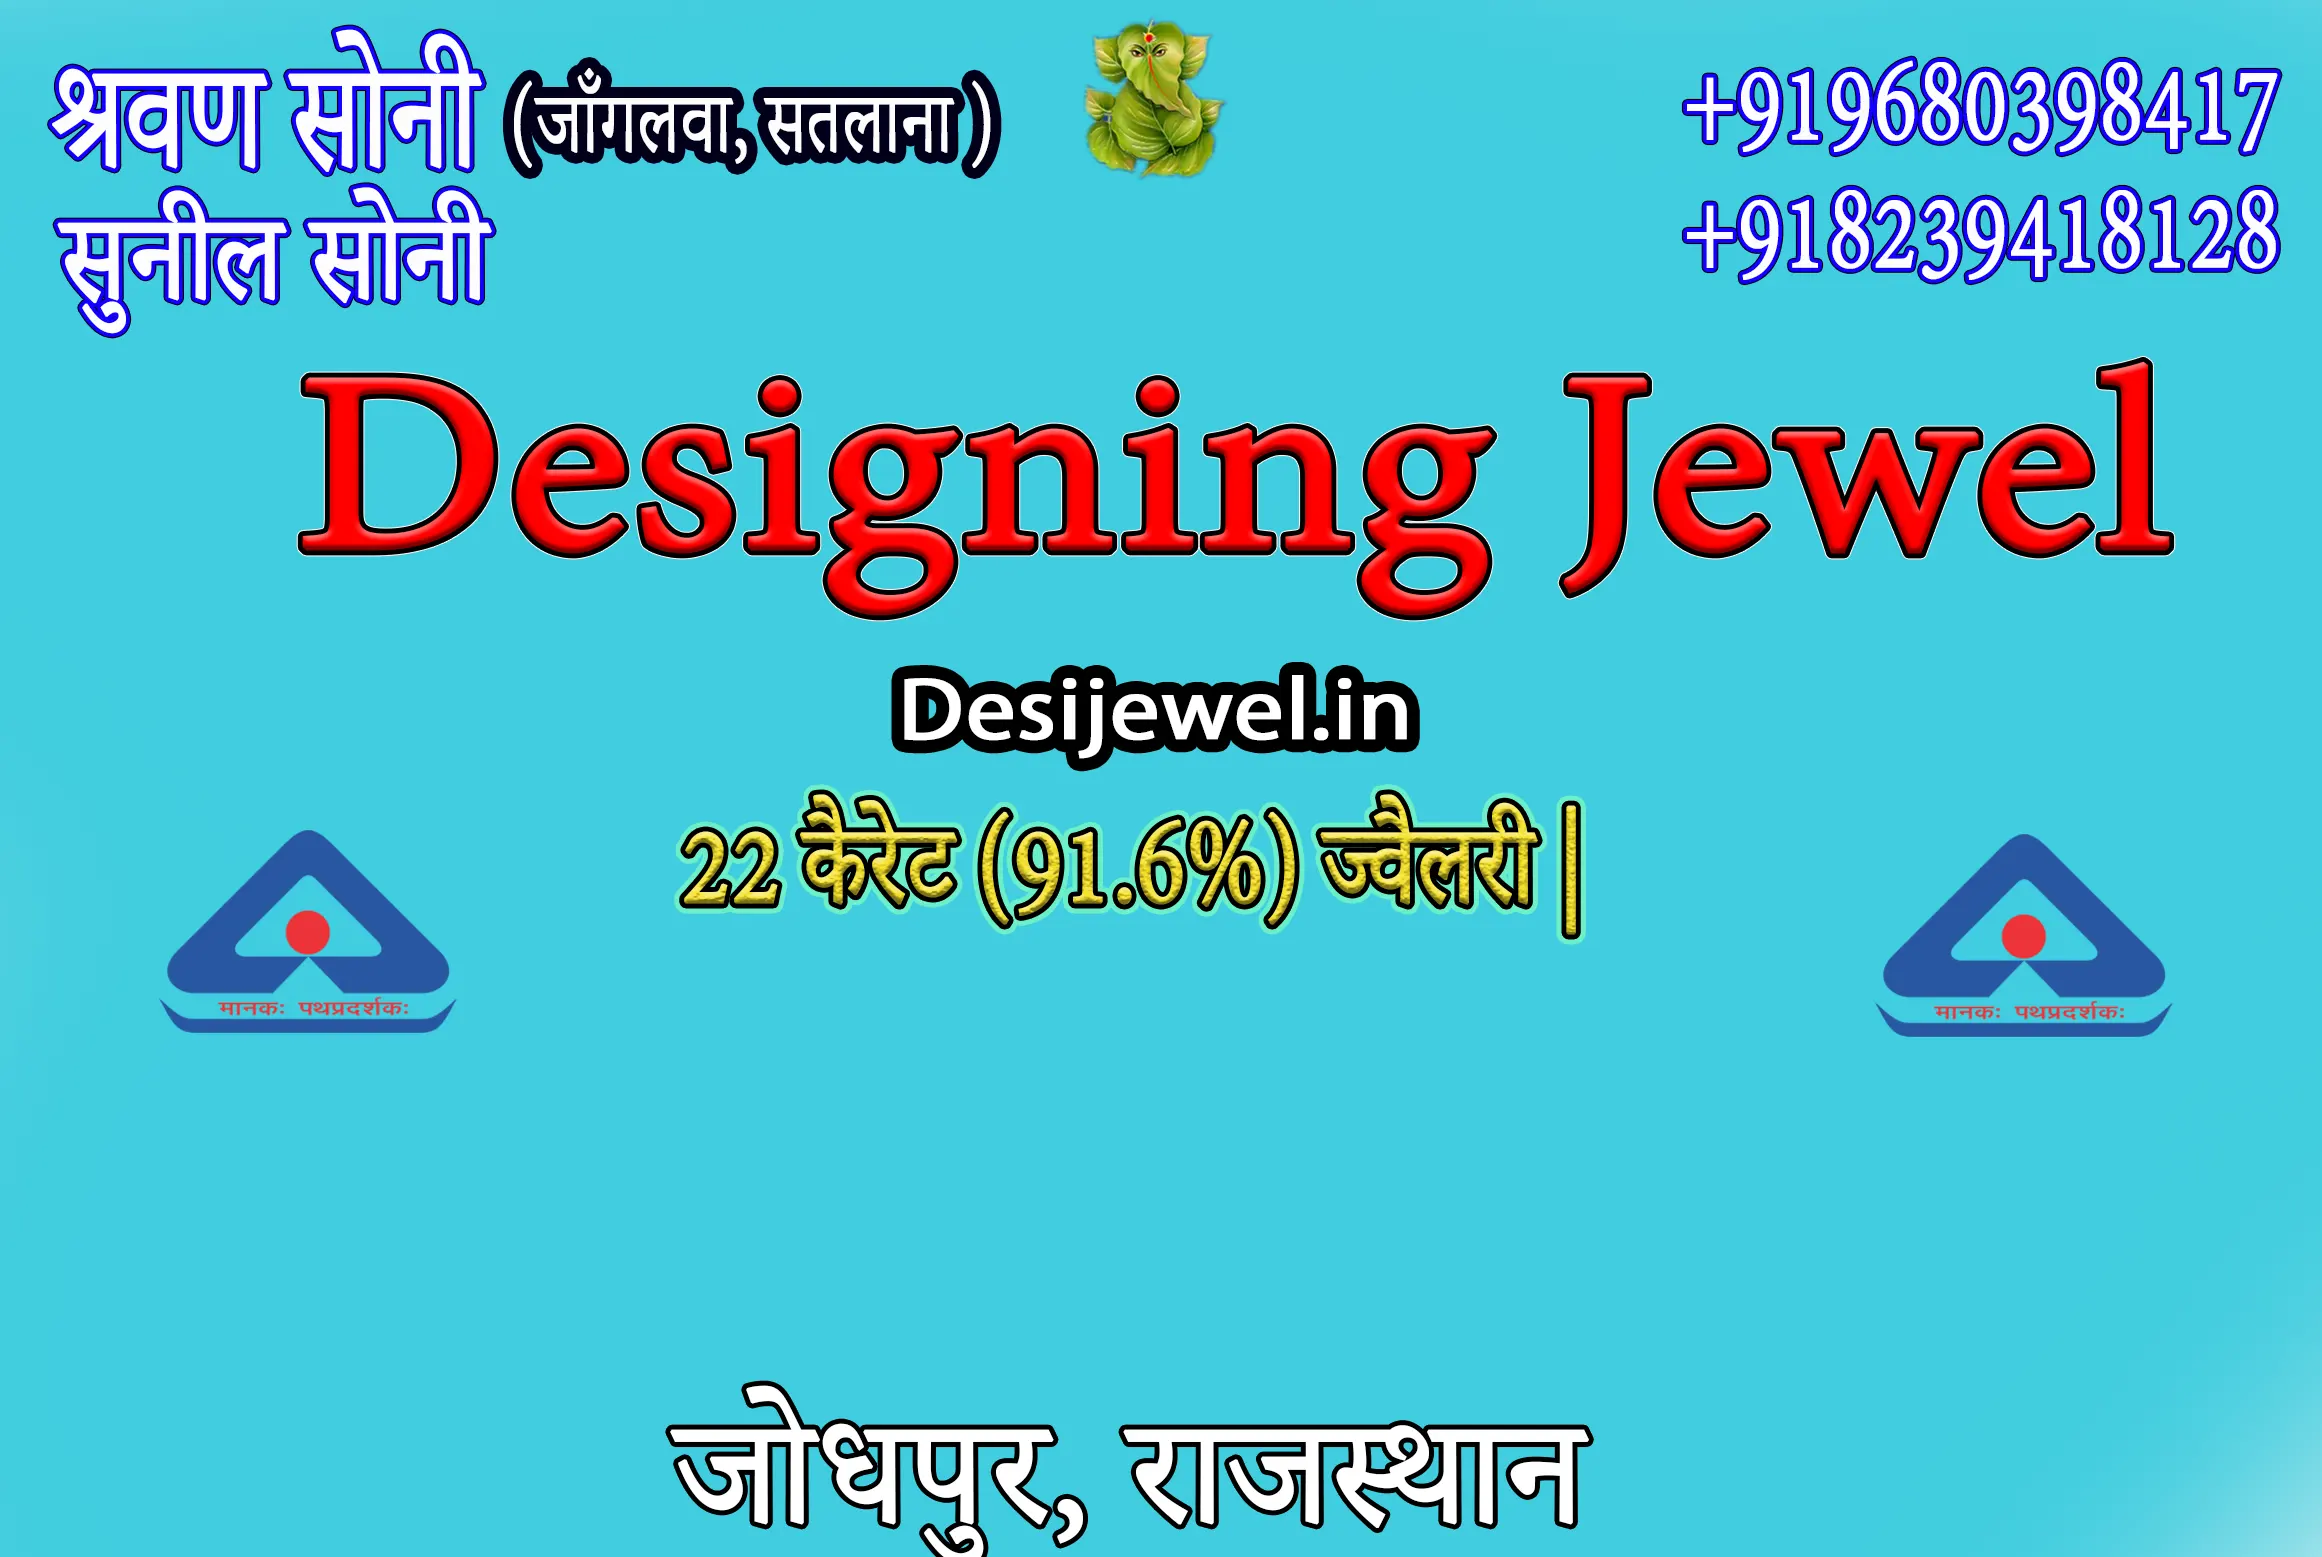 श्रवण सोनी (जाँगलवा, सतलाना)
+919680398417
सुनील सोनी
+918239418128
Designing Jewel
Desijewel.in
22 कैरेट (91.6%) ज्वैलरी |
मानकः पथप्रदर्शकः
मानकः पथप्रदर्शकः
जोधपुर, राजस्थान